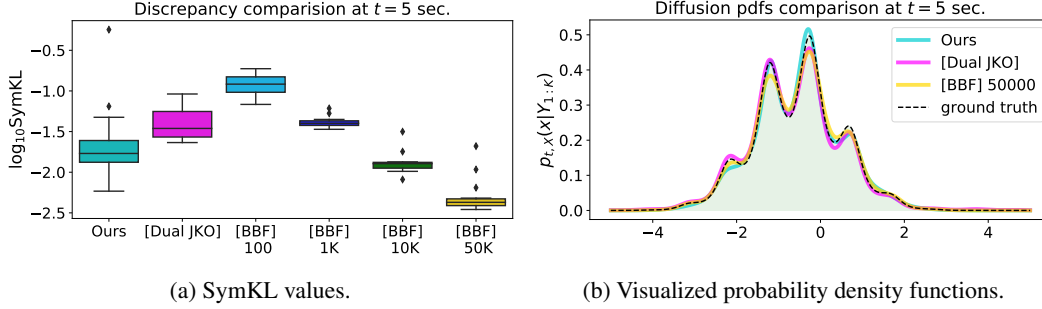 Discrepancy comparision at t = 5 sec.
log₁₀SymKL
−0.5
−1.0
−1.5
−2.0
−2.5
Ours [Dual JKO] [BBF] [BBF] [BBF] [BBF]
100 1K 10K 50K
(a) SymKL values.
Diffusion pdfs comparison at t = 5 sec.
p_{t,X}(x|Y_{1:K})
0.5
0.4
0.3
0.2
0.1
0.0
−4 −2 0 2 4
Ours
[Dual JKO]
[BBF] 50000
ground truth
(b) Visualized probability density functions.